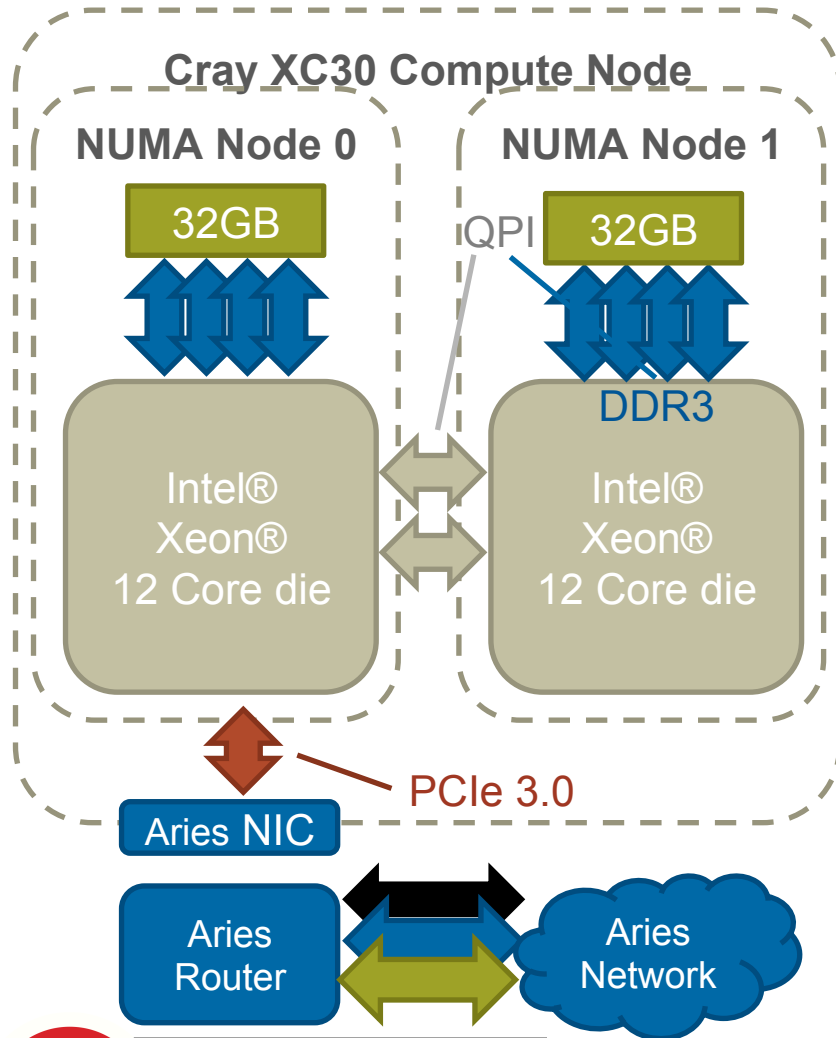 Cray XC30 Compute Node
NUMA Node 0
NUMA Node 1
32GB
QPI
32GB
DDR3
Intel®
Xeon®
12 Core die
Intel®
Xeon®
12 Core die
PCIe 3.0
Aries NIC
Aries
Router
Aries
Network